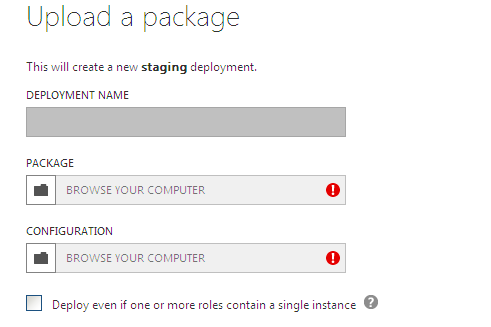 Upload a package
This will create a new staging deployment.
DEPLOYMENT NAME
PACKAGE
BROWSE YOUR COMPUTER
CONFIGURATION
BROWSE YOUR COMPUTER
Deploy even if one or more roles contain a single instance